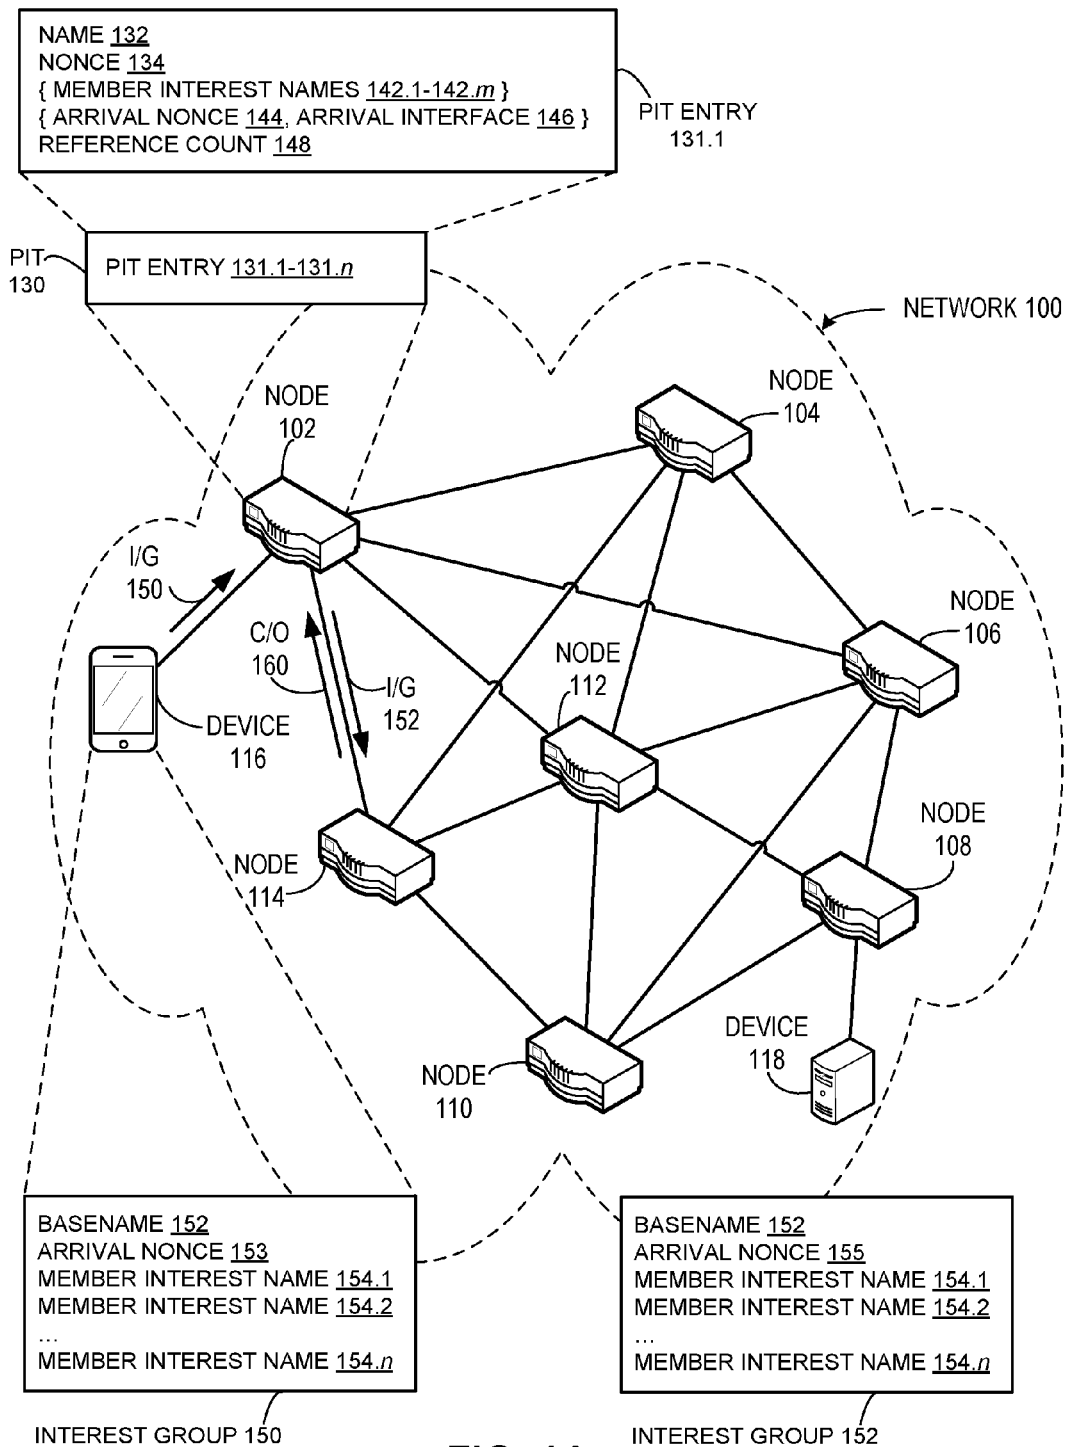 NAME 132
NONCE 134
{ MEMBER INTEREST NAMES 142.1-142.m }
{ ARRIVAL NONCE 144, ARRIVAL INTERFACE 146 }
REFERENCE COUNT 148
PIT ENTRY
131.1
PIT
130
PIT ENTRY 131.1-131.n
NETWORK 100
NODE
102
NODE
104
I/G
150
C/O
160
I/G
152
NODE
106
NODE
112
DEVICE
116
NODE
108
NODE
114
NODE
110
DEVICE
118
BASENAME 152
ARRIVAL NONCE 153
MEMBER INTEREST NAME 154.1
MEMBER INTEREST NAME 154.2
...
MEMBER INTEREST NAME 154.n
INTEREST GROUP 150
BASENAME 152
ARRIVAL NONCE 155
MEMBER INTEREST NAME 154.1
MEMBER INTEREST NAME 154.2
...
MEMBER INTEREST NAME 154.n
INTEREST GROUP 152